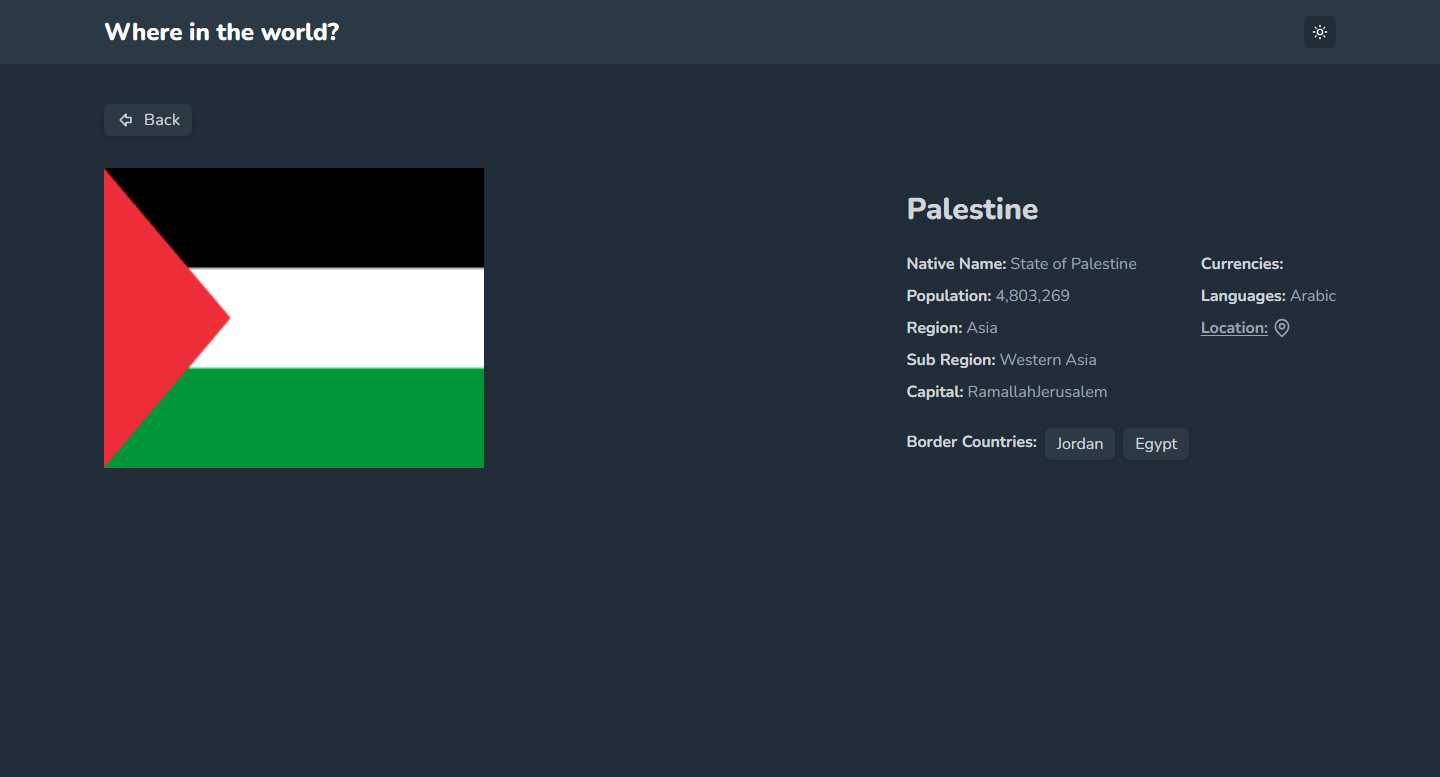 Where in the world?
Back
Palestine
Native Name: State of Palestine
Population: 4,803,269
Region: Asia
Sub Region: Western Asia
Capital: RamallahJerusalem
Currencies:
Languages: Arabic
Location:
Border Countries: Jordan Egypt